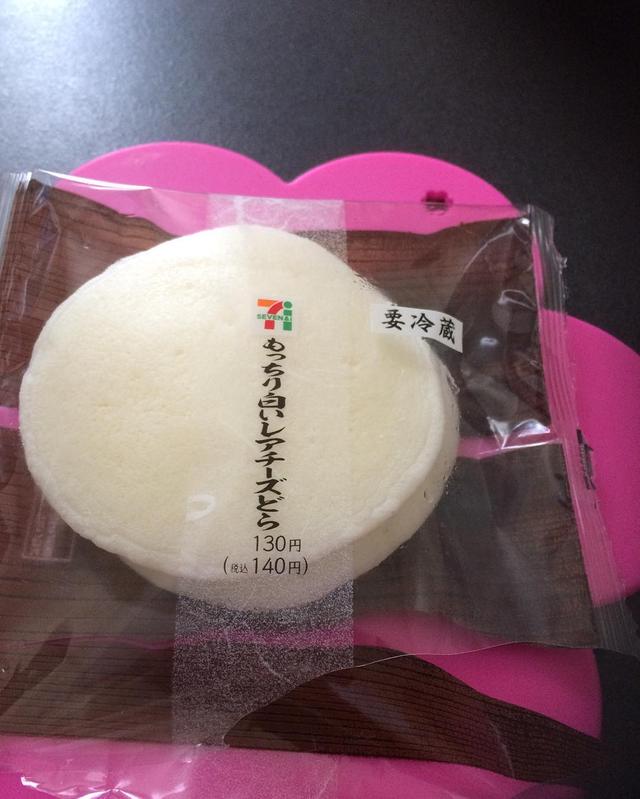 SEVEN&i
要冷蔵
もっちり白いレアチーズどら
130円
(税込140円)